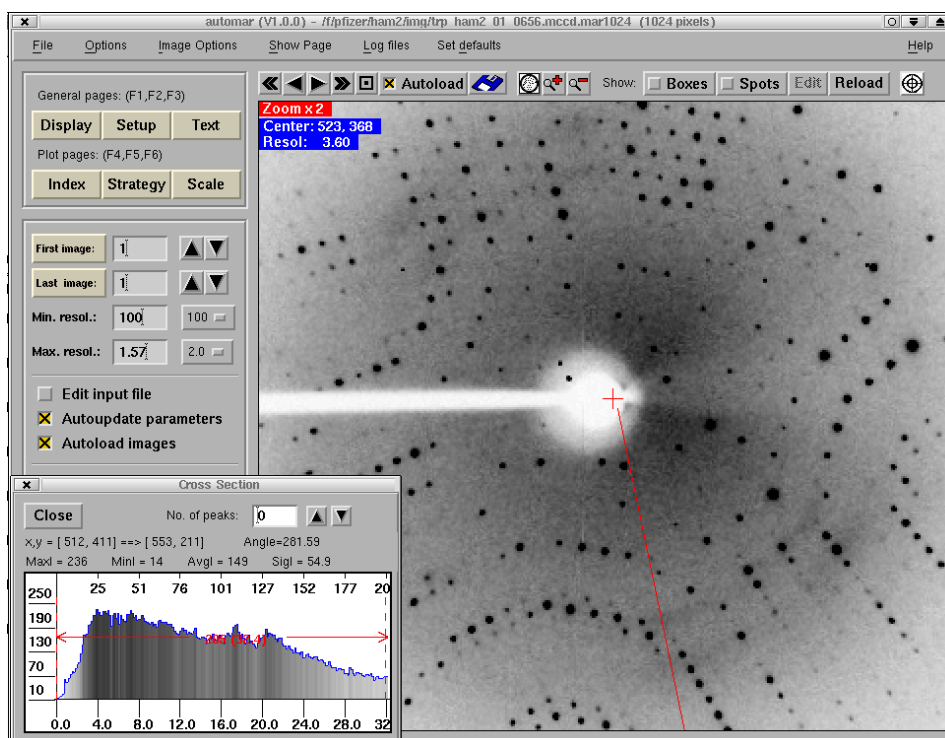 automar (V1.0.0) - /f/pfizer/ham2/img/trp_ham2_01_0656.mccd.mar1024 (1024 pixels)
File Options Image Options Show Page Log files Set defaults Help
General pages: (F1,F2,F3)
Display Setup Text
Plot pages: (F4,F5,F6)
Index Strategy Scale
Autoload Show: Boxes Spots Edit Reload
Zoom x 2
Center: 523, 368
Resol: 3.60
First image: 1
Last image: 1
Min. resol.: 100 100
Max. resol.: 1.57 2.0
Edit input file
Autoupdate parameters
Autoload images
Cross Section
Close No. of peaks: 0
x,y = [ 512, 411] ==> [ 553, 211] Angle=281.59
MaxI = 236 MinI = 14 AvgI = 149 SigI = 54.9
25 51 76 101 127 152 177 20
250
190
130
70
10
0.0 4.0 8.0 12.0 16.0 20.0 24.0 28.0 32